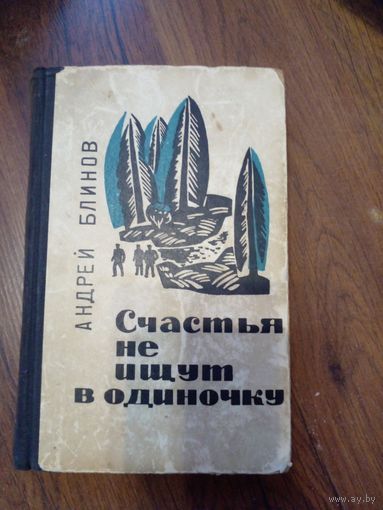 АНДРЕЙ БЛИНОВ
Счастья
не
ищут
в одиночку
www.ay.by